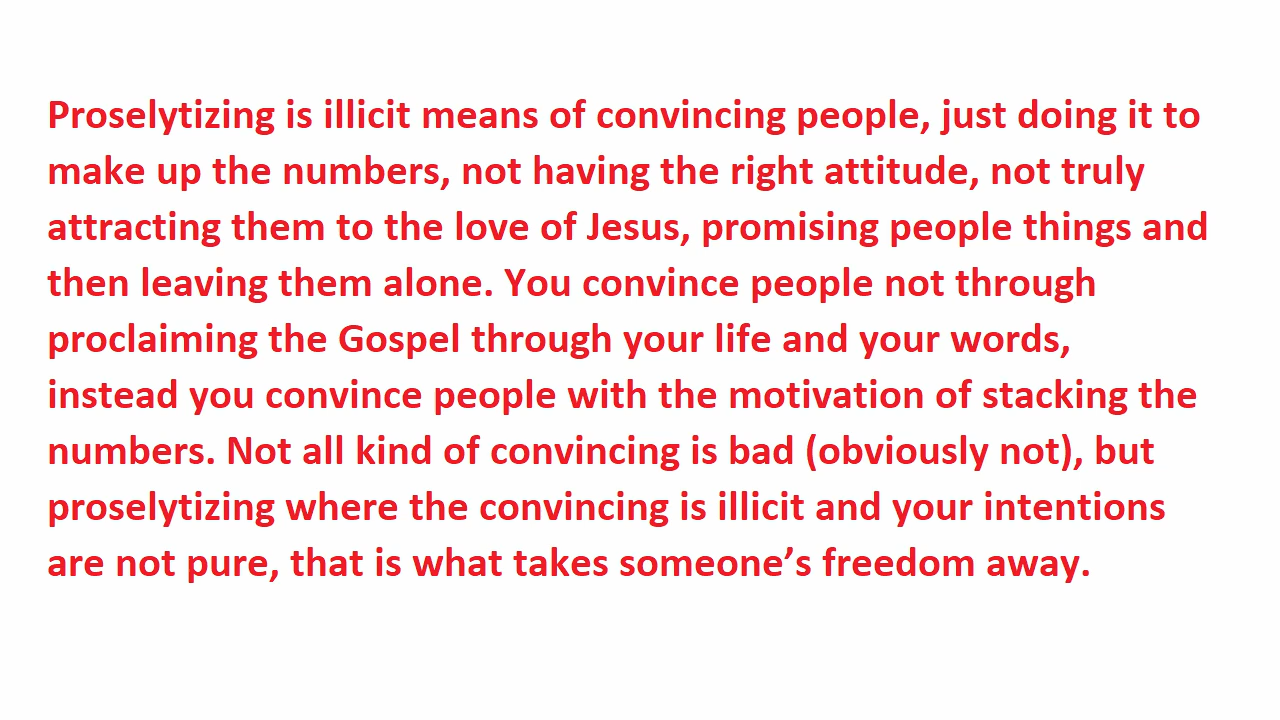 Proselytizing is illicit means of convincing people, just doing it to
make up the numbers, not having the right attitude, not truly
attracting them to the love of Jesus, promising people things and
then leaving them alone. You convince people not through
proclaiming the Gospel through your life and your words,
instead you convince people with the motivation of stacking the
numbers. Not all kind of convincing is bad (obviously not), but
proselytizing where the convincing is illicit and your intentions
are not pure, that is what takes someone’s freedom away.